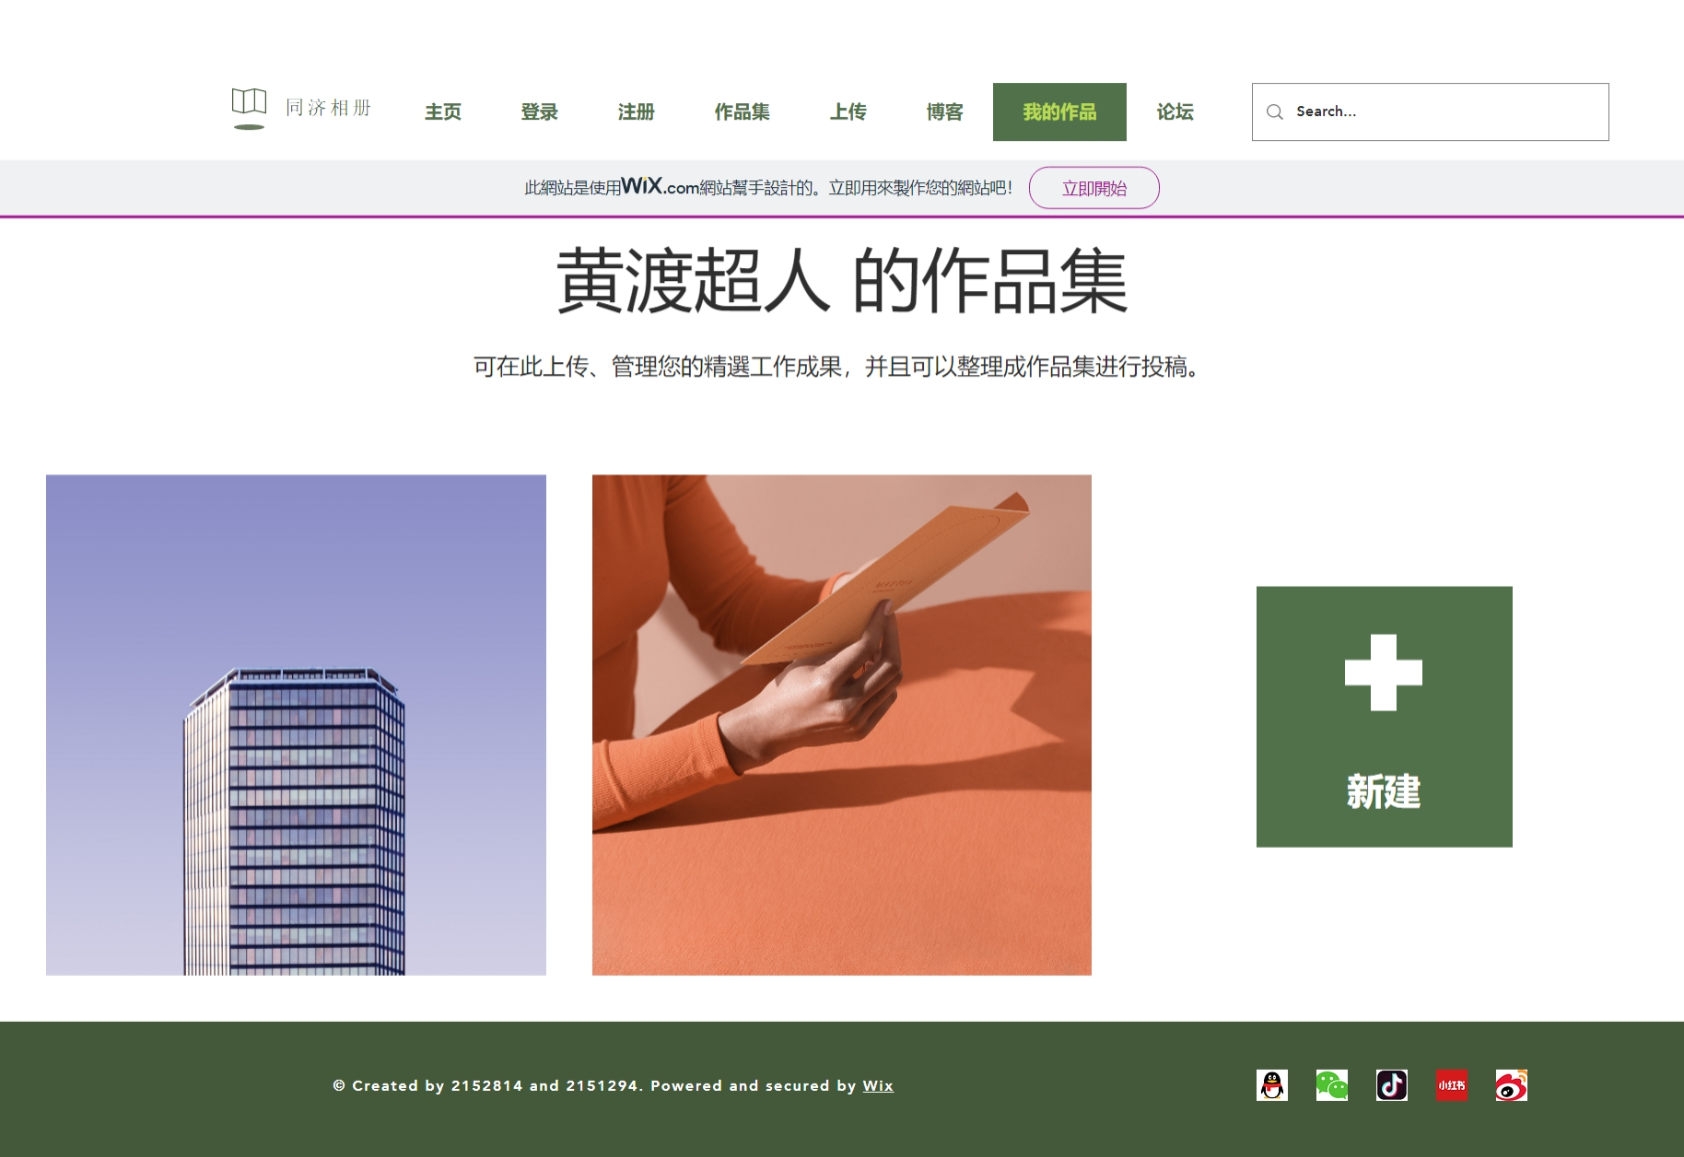 同济相册
主页 登录 注册 作品集 上传 博客 我的作品 论坛 Search...
此網站是使用WiX.com網站幫手設計的。立即用來製作您的網站吧! 立即開始
黄渡超人 的作品集
可在此上传、管理您的精選工作成果，并且可以整理成作品集进行投稿。
新建
© Created by 2152814 and 2151294. Powered and secured by Wix
小红书